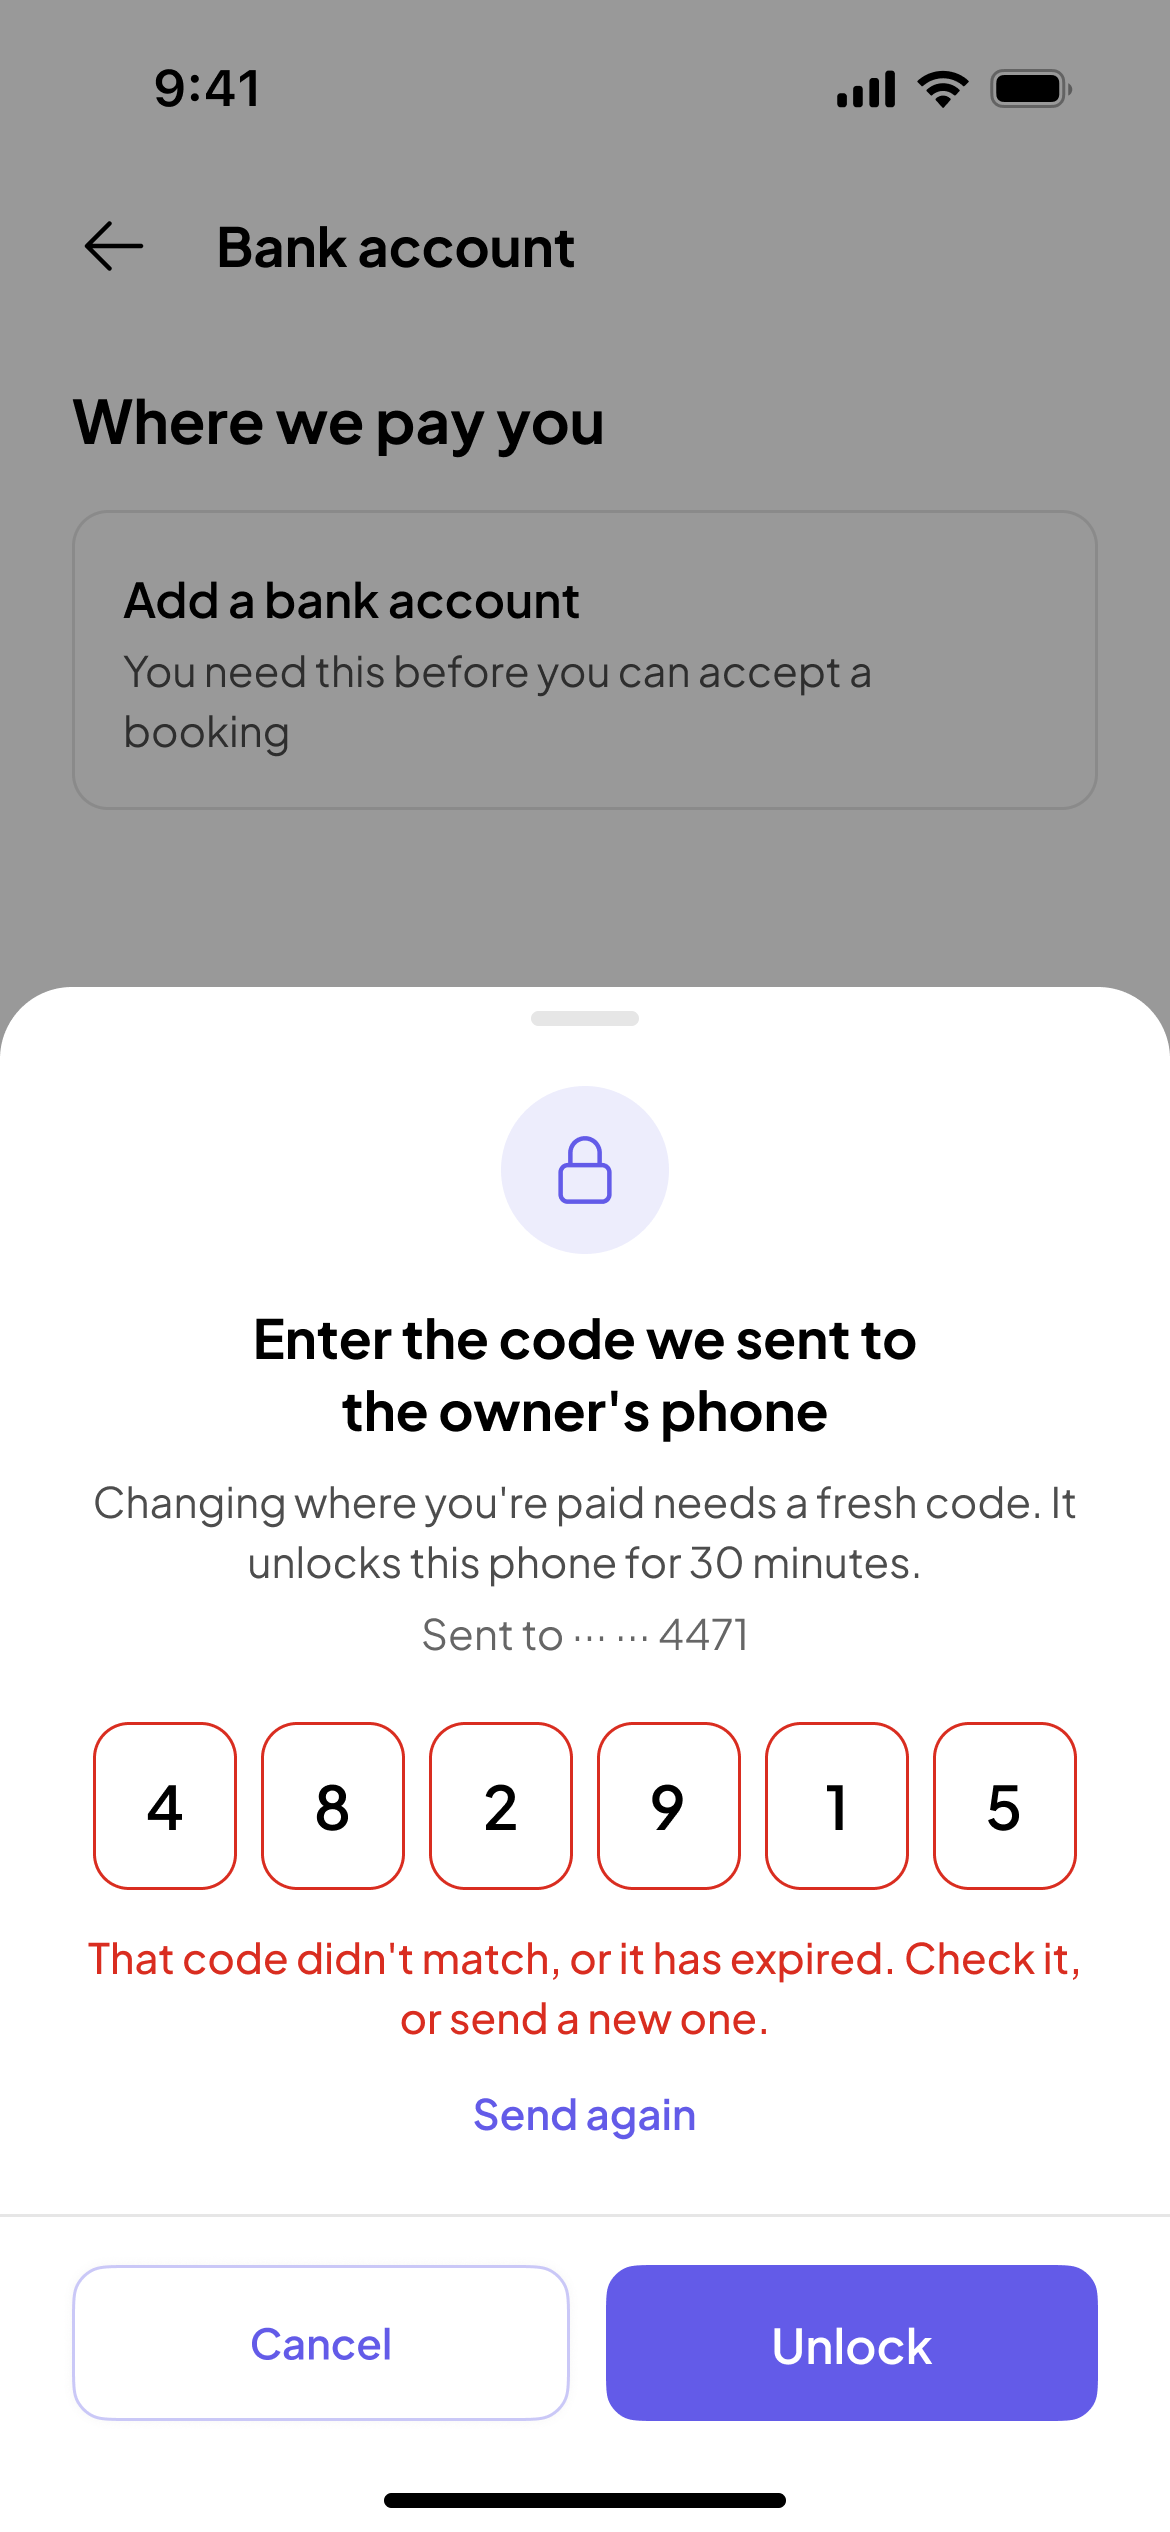 9:41
Bank account
Where we pay you
Add a bank account
You need this before you can accept a
booking
Enter the code we sent to
the owner's phone
Changing where you're paid needs a fresh code. It
unlocks this phone for 30 minutes.
Sent to ··· ··· 4471
4 8 2 9 1 5
That code didn't match, or it has expired. Check it,
or send a new one.
Send again
Cancel Unlock